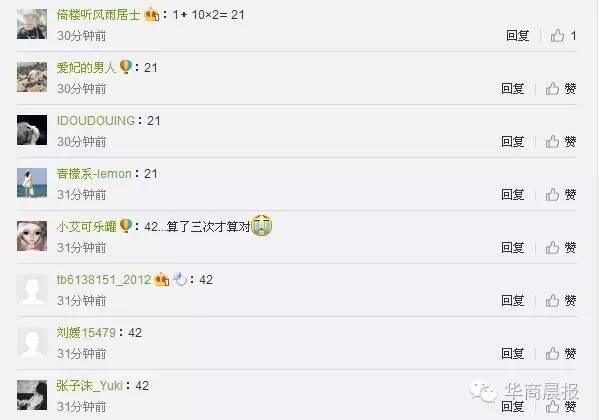 倚楼听风雨居士：1+ 10×2= 21
30分钟前 回复 1
爱妃的男人：21
30分钟前 回复 赞
IDOUDOUING：21
30分钟前 回复 赞
青檬系-lemon：21
31分钟前 回复 赞
小艾可乐罐：42...算了三次才算对
31分钟前 回复 赞
tb6138151_2012：42
31分钟前 回复 赞
刘媛15479：42
31分钟前 回复 赞
张子沫_Yuki：42
31分钟前 回复 赞
华商晨报